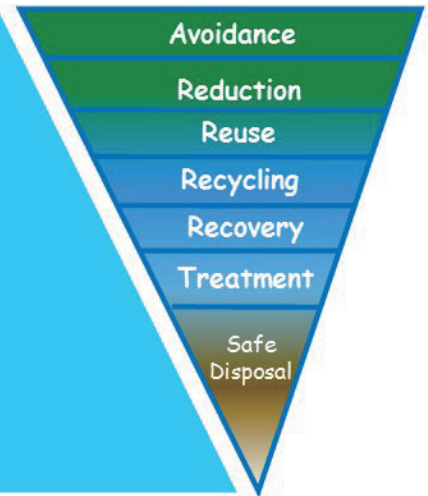 Avoidance
Reduction
Reuse
Recycling
Recovery
Treatment
Safe
Disposal